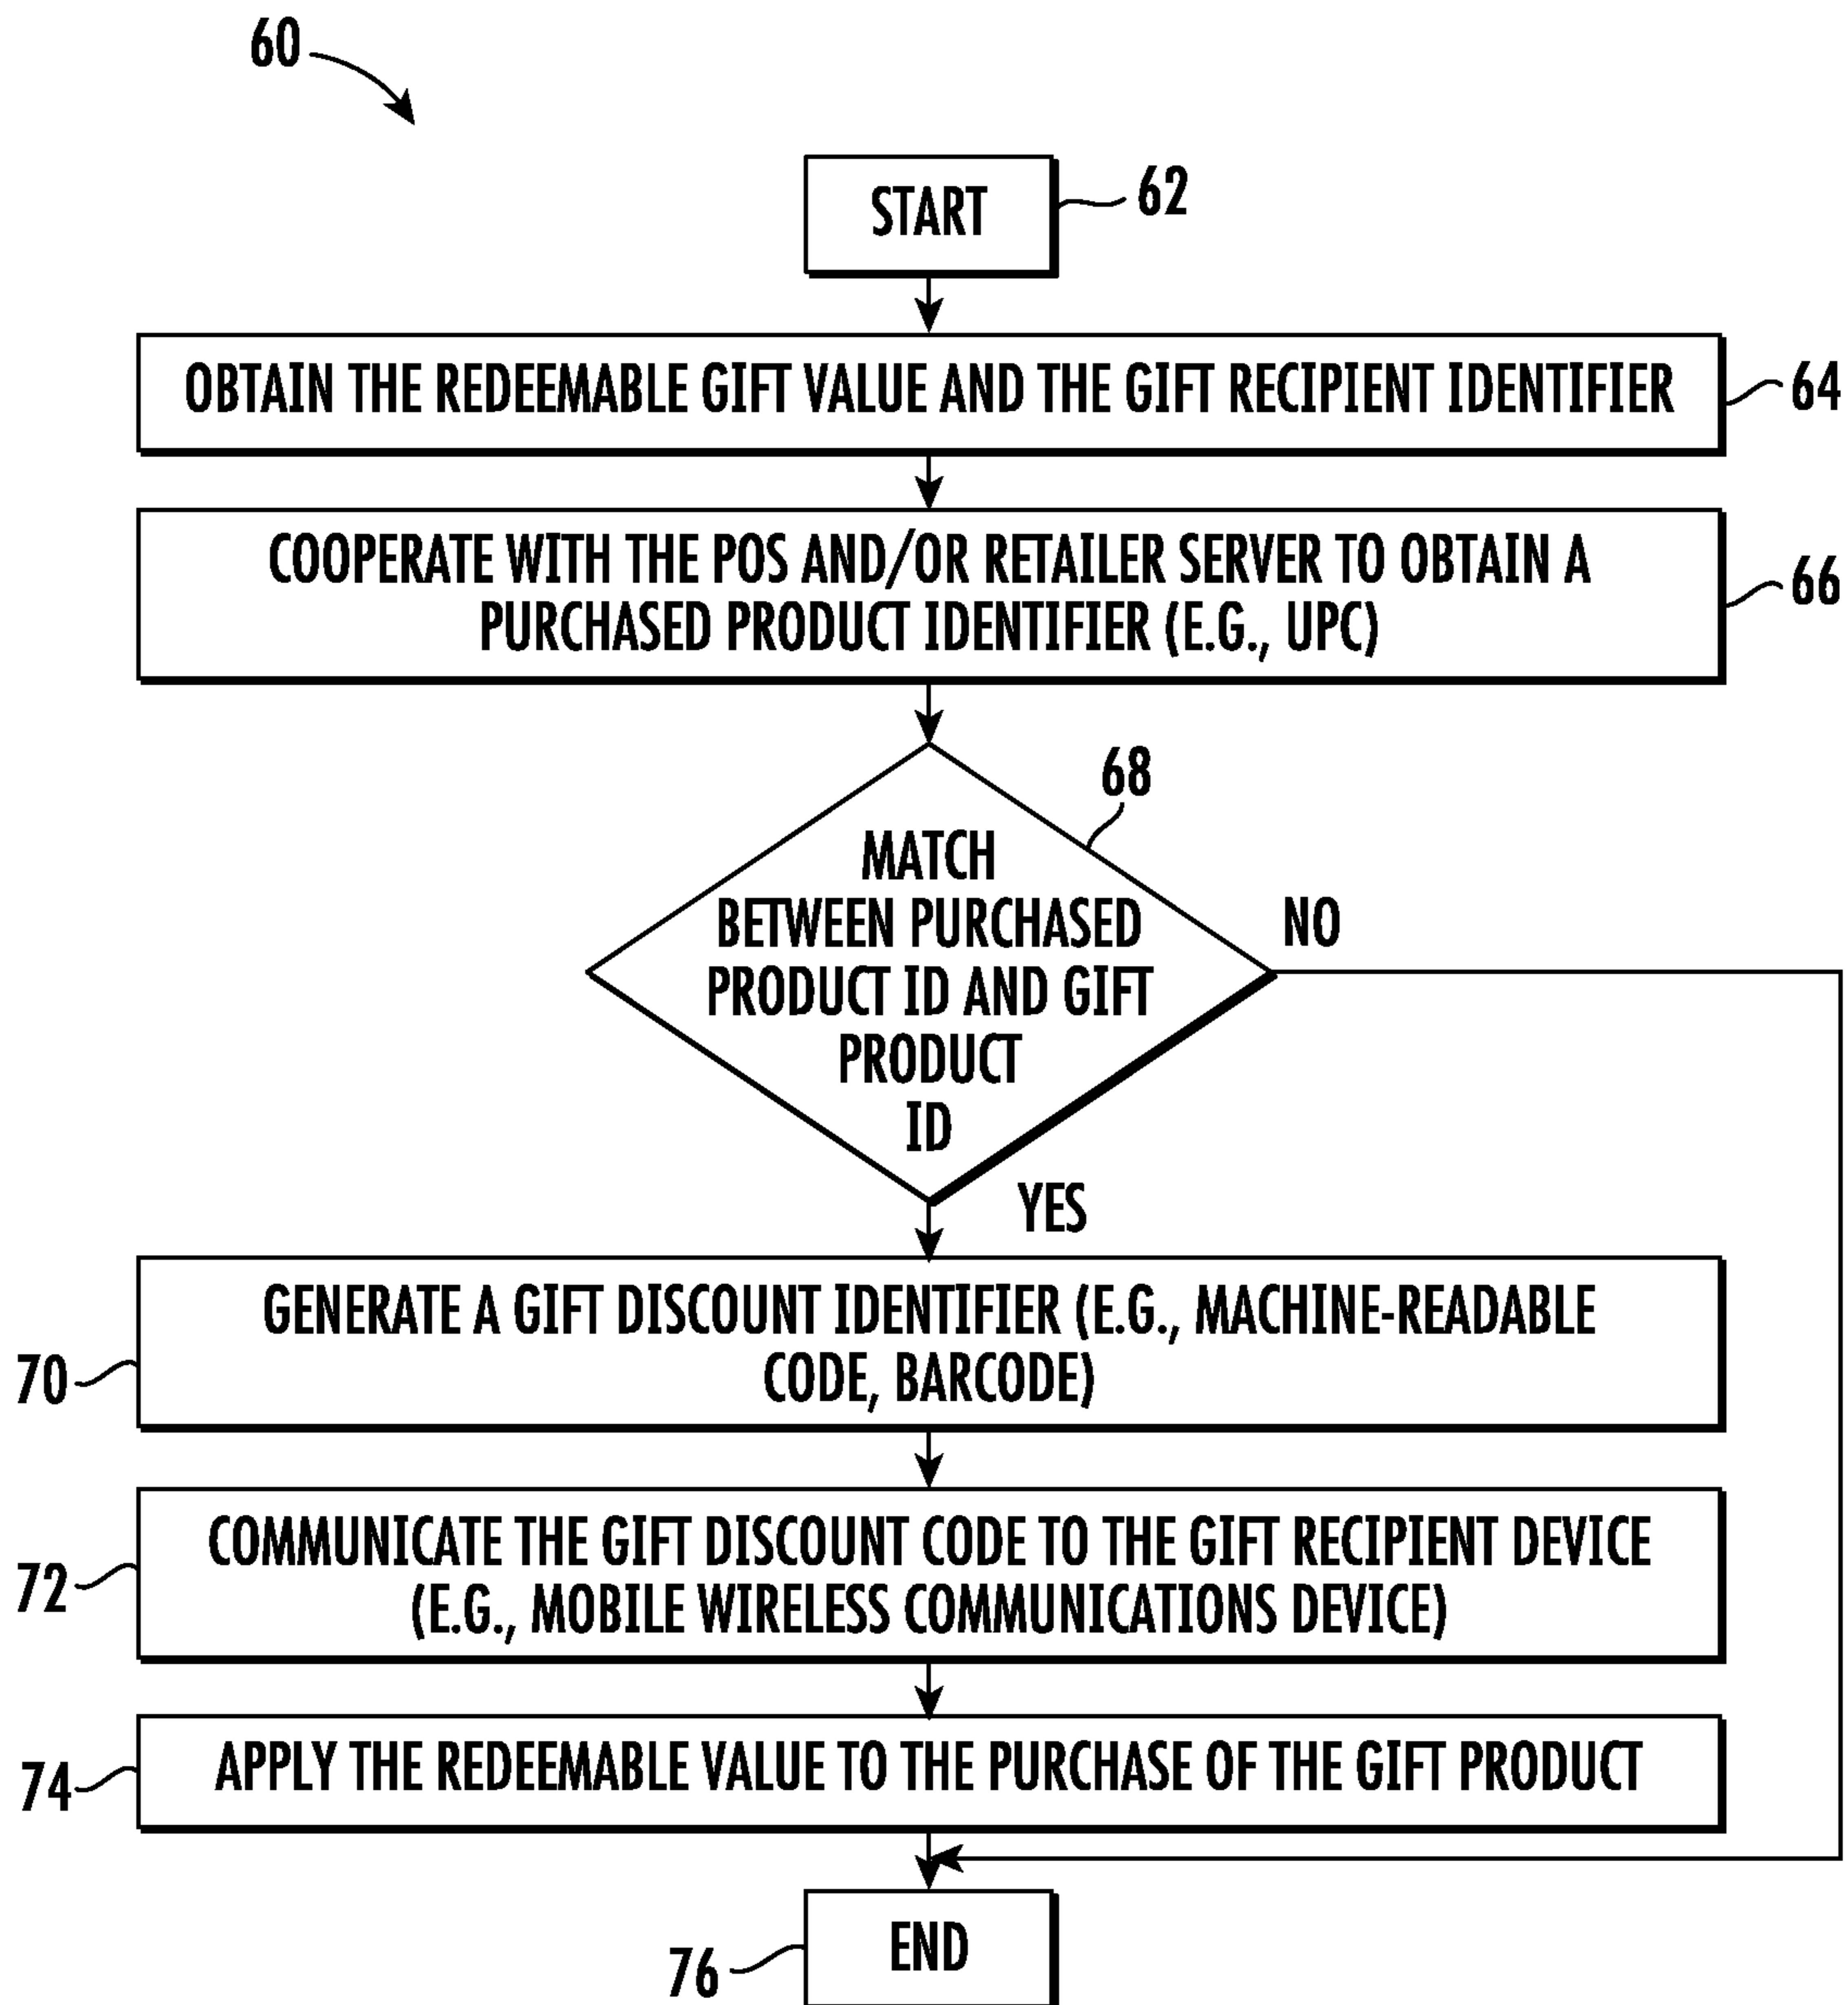 60
START
62
OBTAIN THE REDEEMABLE GIFT VALUE AND THE GIFT RECIPIENT IDENTIFIER
64
COOPERATE WITH THE POS AND/OR RETAILER SERVER TO OBTAIN A
PURCHASED PRODUCT IDENTIFIER (E.G., UPC)
66
68
MATCH
BETWEEN PURCHASED
PRODUCT ID AND GIFT
PRODUCT
ID
NO
YES
GENERATE A GIFT DISCOUNT IDENTIFIER (E.G., MACHINE-READABLE
CODE, BARCODE)
70
COMMUNICATE THE GIFT DISCOUNT CODE TO THE GIFT RECIPIENT DEVICE
(E.G., MOBILE WIRELESS COMMUNICATIONS DEVICE)
72
APPLY THE REDEEMABLE VALUE TO THE PURCHASE OF THE GIFT PRODUCT
74
END
76